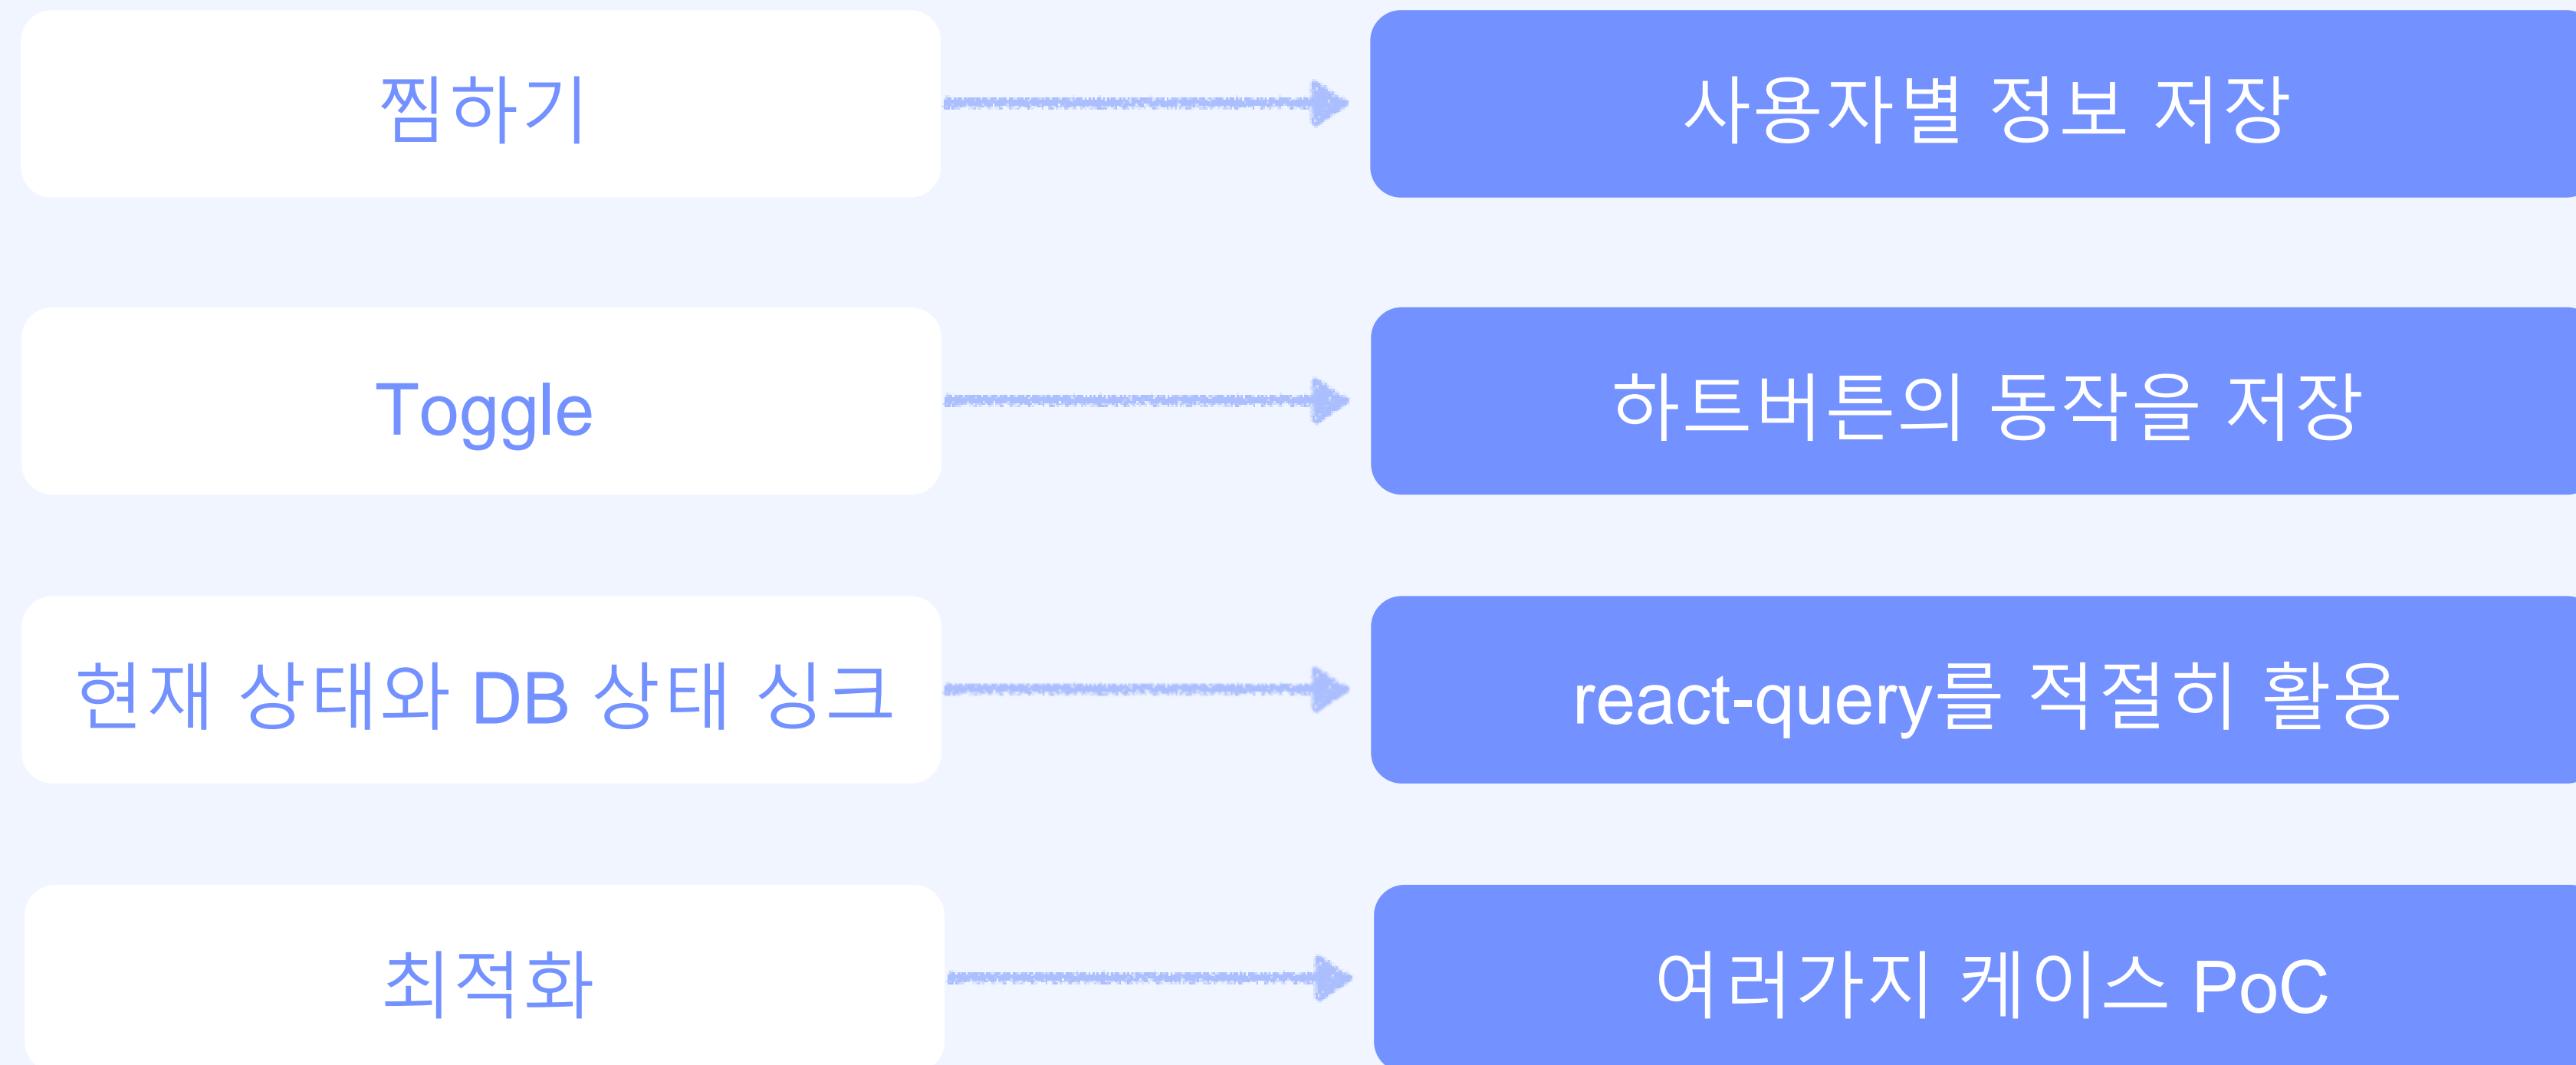 찜하기
사용자별 정보 저장
Toggle
하트버튼의 동작을 저장
현재 상태와 DB 상태 싱크
react-query를 적절히 활용
최적화
여러가지 케이스 PoC